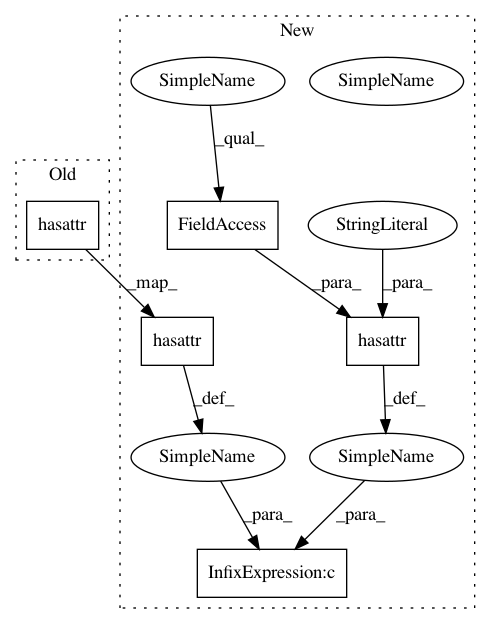 New
SimpleName
SimpleName
_qual_
Old
hasattr
FieldAccess
StringLiteral
_map_
_para_
_para_
hasattr
hasattr
_def_
_def_
SimpleName
SimpleName
_para_
_para_
InfixExpression:c